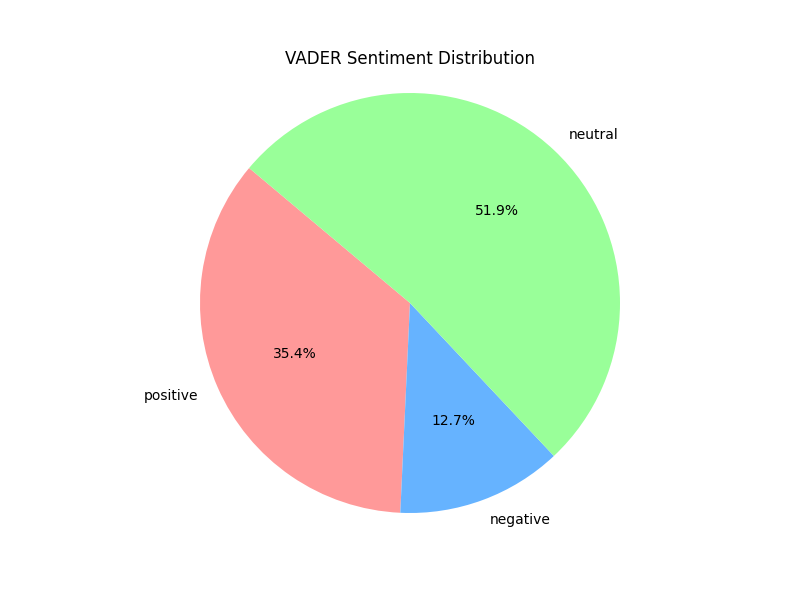 VADER Sentiment Distribution
neutral
51.9%
35.4%
positive
12.7%
negative